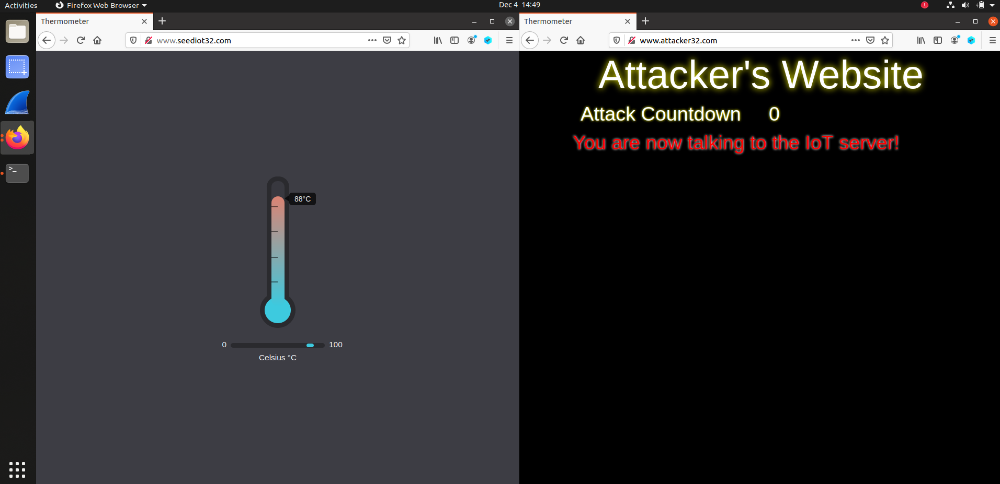 Activities
Firefox Web Browser
Dec 4 14:49
Thermometer
www.seediot32.com
88°C
0
100
Celsius °C
Thermometer
www.attacker32.com
Attacker's Website
Attack Countdown 0
You are now talking to the IoT server!